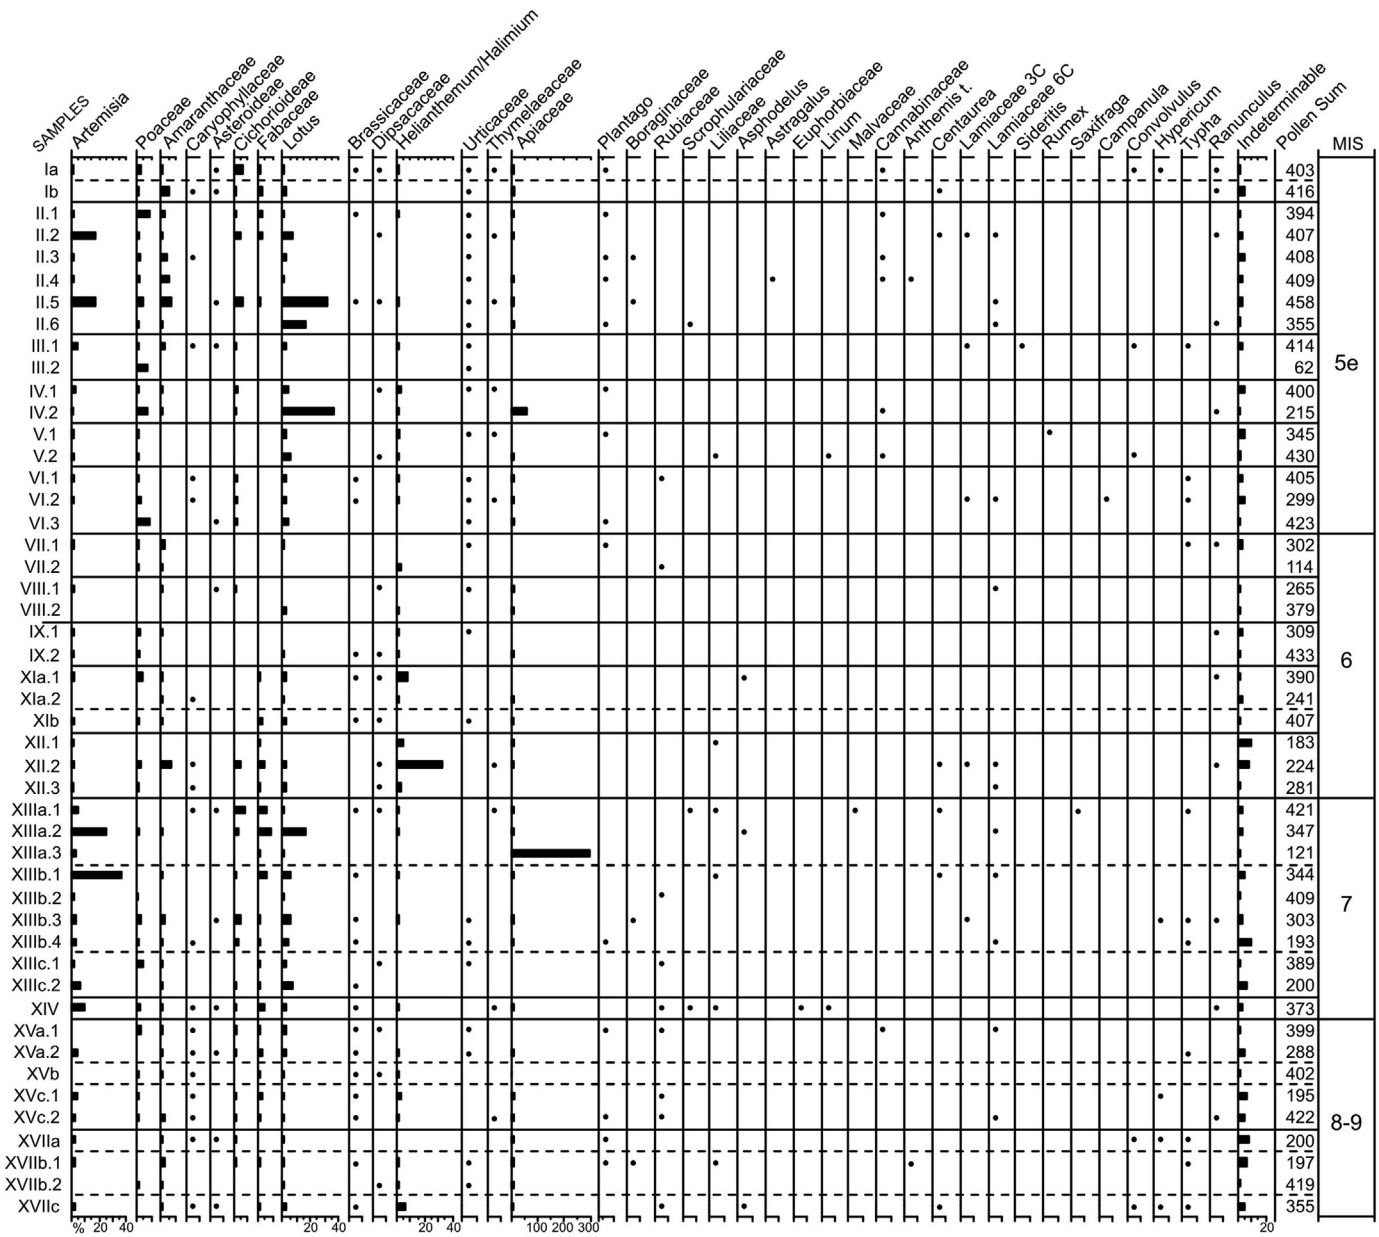 SAMPLES Artemisia Poaceae Amaranthaceae Caryophyllaceae Asteroideae Cichorioideae Fabaceae Lotus Brassicaceae Dipsacaceae Helianthemum/Halimium Urticaceae Thymelaeaceae Apiaceae Plantago Boraginaceae Rubiaceae Scrophulariaceae Liliaceae Asphodelus Astragalus Euphorbiaceae Linum Malvaceae Cannabinaceae Anthemis t. Centaurea Lamiaceae 3C Lamiaceae 6C Sideritis Rumex Saxifraga Campanula Convolvulus Hypericum Typha Ranunculus Indeterminable Pollen Sum MIS
Ia 403
Ib 416
II.1 394
II.2 407
II.3 408
II.4 409
II.5 458
II.6 355
III.1 414
5e
III.2 62
IV.1 400
IV.2 215
V.1 345
V.2 430
VI.1 405
VI.2 299
VI.3 423
VII.1 302
VII.2 114
VIII.1 265
VIII.2 379
IX.1 309
IX.2 433
6
XIa.1 390
XIa.2 241
XIb 407
XII.1 183
XII.2 224
XII.3 281
XIIIa.1 421
XIIIa.2 347
XIIIa.3 121
XIIIb.1 344
XIIIb.2 409
7
XIIIb.3 303
XIIIb.4 193
XIIIc.1 389
XIIIc.2 200
XIV 373
XVa.1 399
XVa.2 288
XVb 402
XVc.1 195
XVc.2 422
8-9
XVIIa 200
XVIIb.1 197
XVIIb.2 419
XVIIc 355
% 20 40 20 40 20 40 100 200 300 20